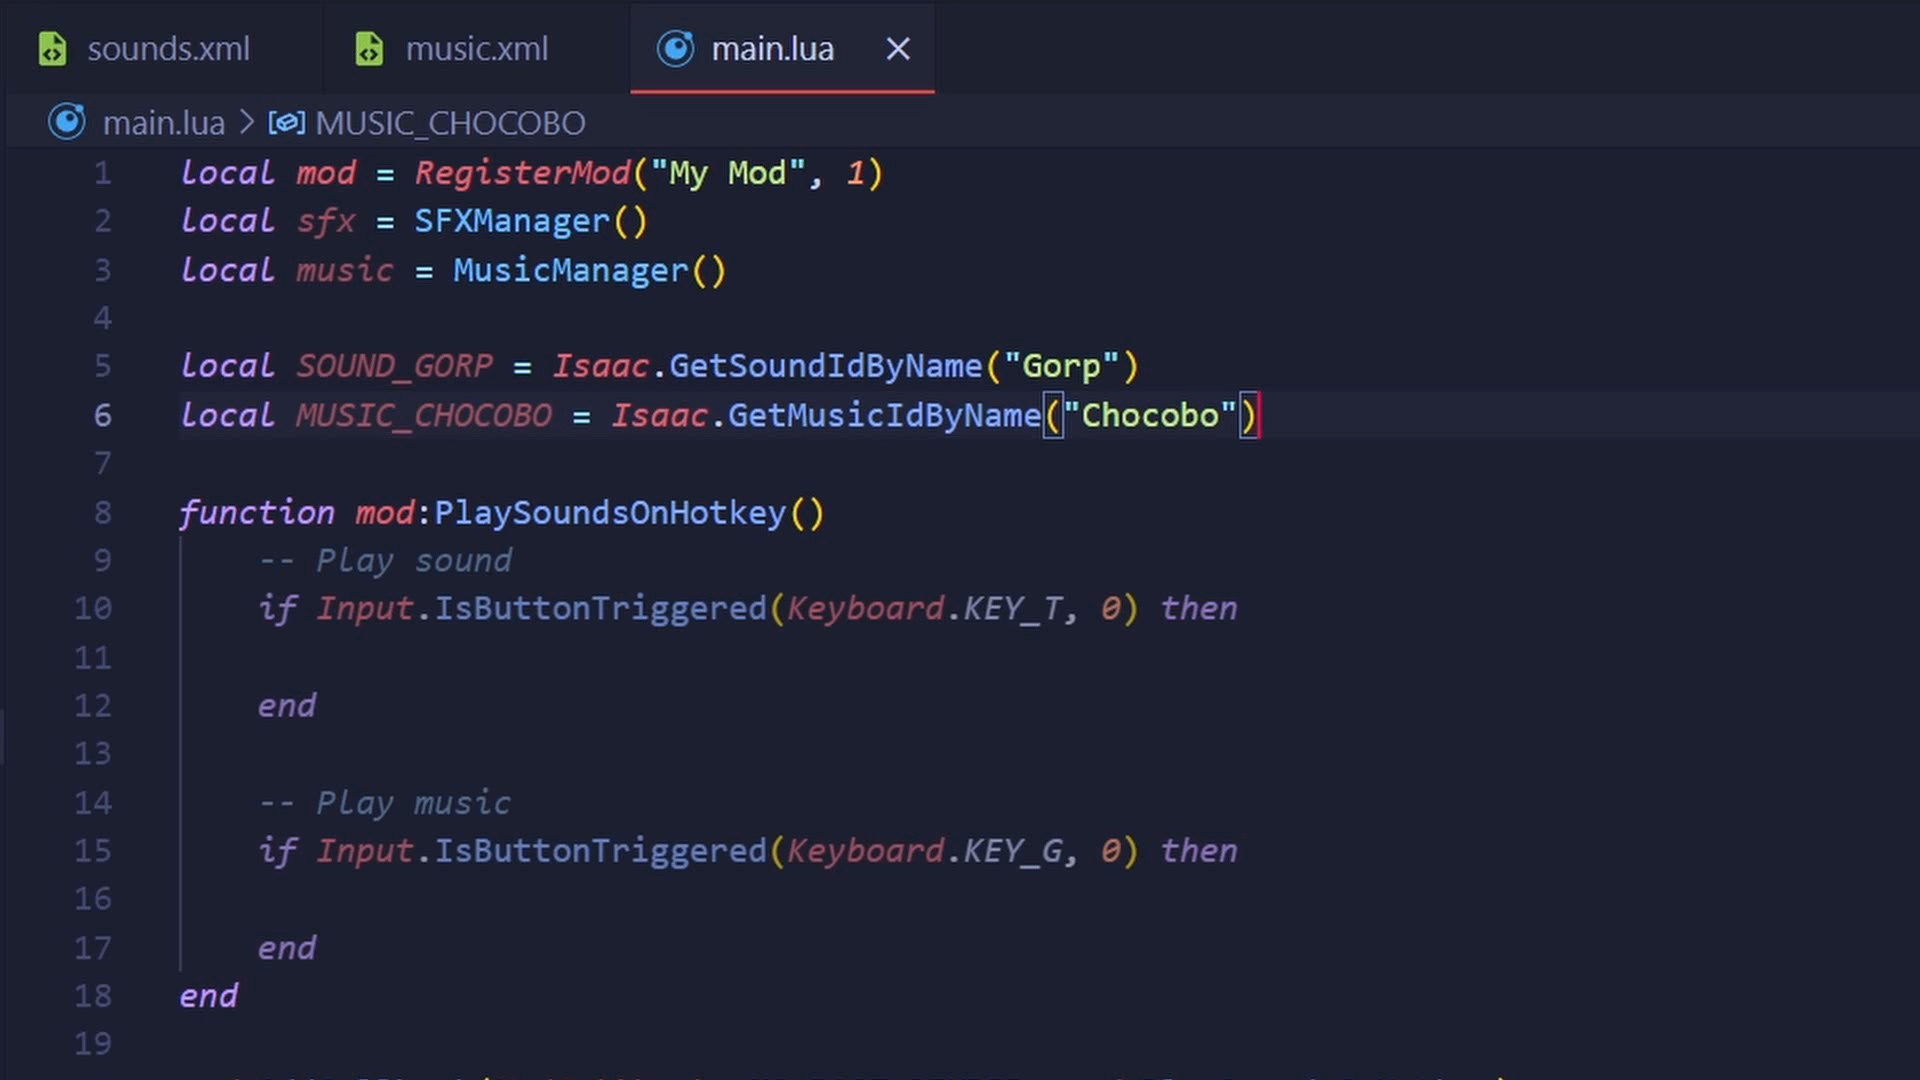 sounds.xml music.xml main.lua
main.lua > MUSIC_CHOCOBO
1 local mod = RegisterMod("My Mod", 1)
2 local sfx = SFXManager()
3 local music = MusicManager()
4
5 local SOUND_GORP = Isaac.GetSoundIdByName("Gorp")
6 local MUSIC_CHOCOBO = Isaac.GetMusicIdByName("Chocobo")
7
8 function mod:PlaySoundsOnHotkey()
9 -- Play sound
10 if Input.IsButtonTriggered(Keyboard.KEY_T, 0) then
11
12 end
13
14 -- Play music
15 if Input.IsButtonTriggered(Keyboard.KEY_G, 0) then
16
17 end
18 end
19